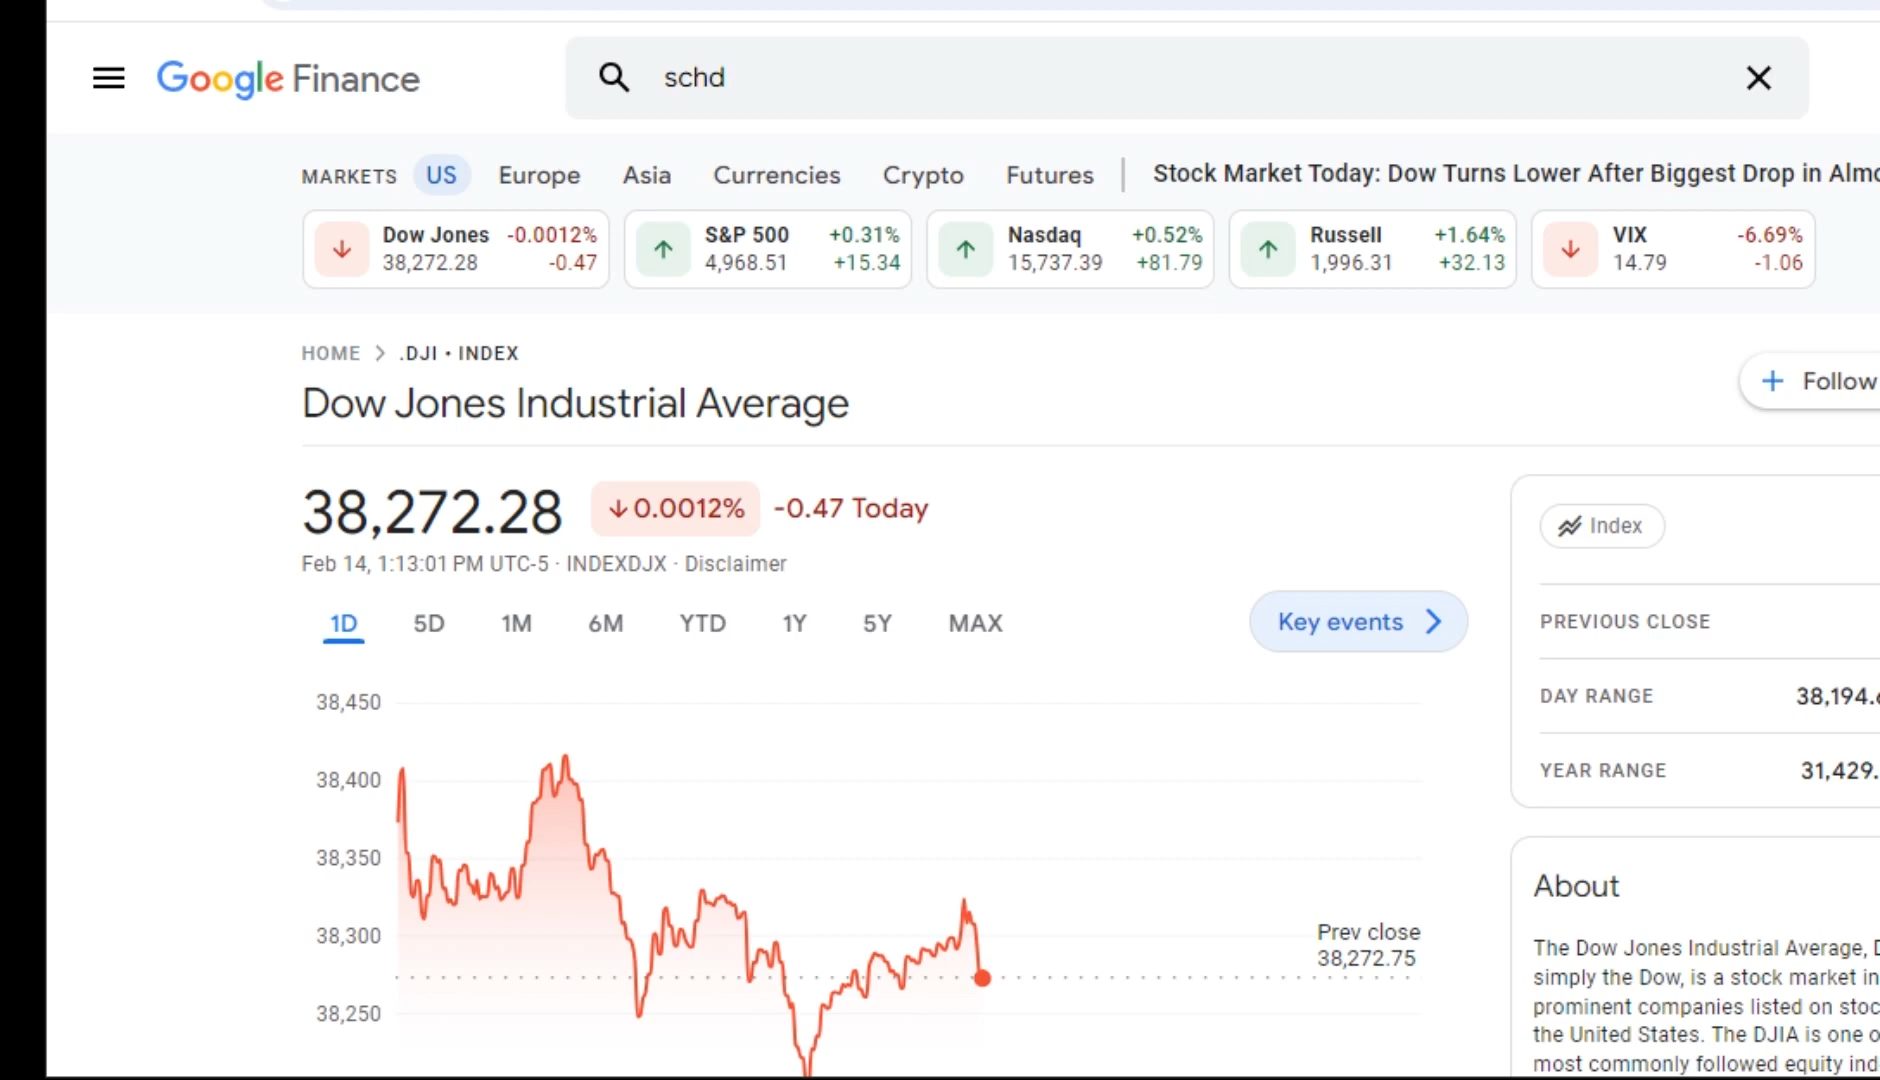 Google Finance
schd
MARKETS US Europe Asia Currencies Crypto Futures Stock Market Today: Dow Turns Lower After Biggest Drop in
Dow Jones -0.0012% S&P 500 +0.31% Nasdaq +0.52% Russell +1.64% VIX -6.69%
38,272.28 -0.47 4,968.51 +15.34 15,737.39 +81.79 1,996.31 +32.13 14.79 -1.06
HOME > .DJI • INDEX
Dow Jones Industrial Average
+ Follow
38,272.28 ↓0.0012% -0.47 Today
Feb 14, 1:13:01 PM UTC-5 · INDEXDJX · Disclaimer
1D 5D 1M 6M YTD 1Y 5Y MAX
Key events
38,450
38,400
38,350
38,300
38,250
Prev close
38,272.75
Index
PREVIOUS CLOSE
DAY RANGE 38,194.
YEAR RANGE 31,429.
About
The Dow Jones Industrial Average,
simply the Dow, is a stock market
prominent companies listed on
the United States. The DJIA is one
most commonly followed equity